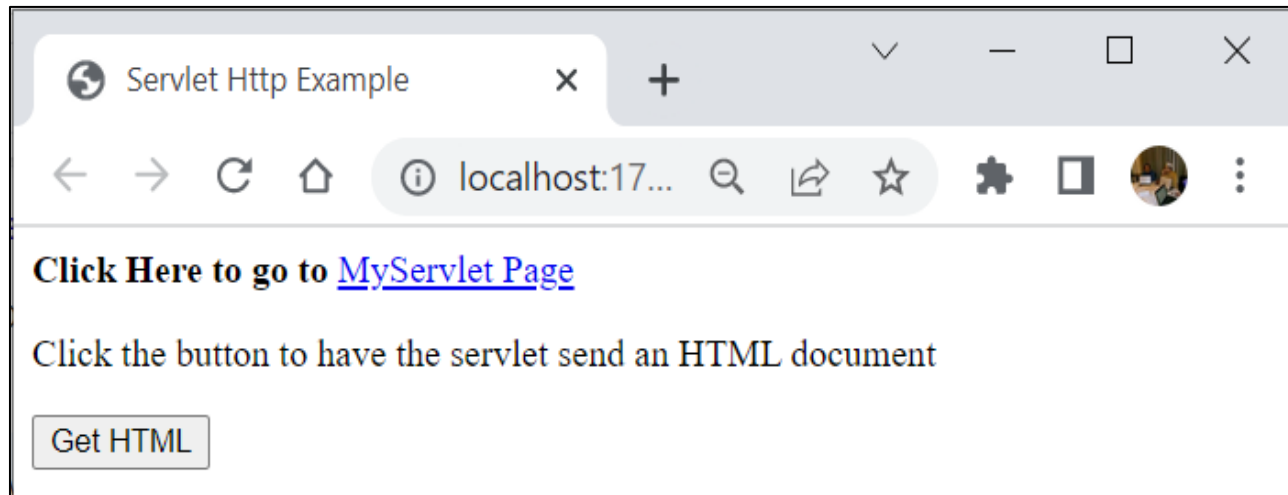 Servlet Http Example
localhost:17...
Click Here to go to MyServlet Page
Click the button to have the servlet send an HTML document
Get HTML